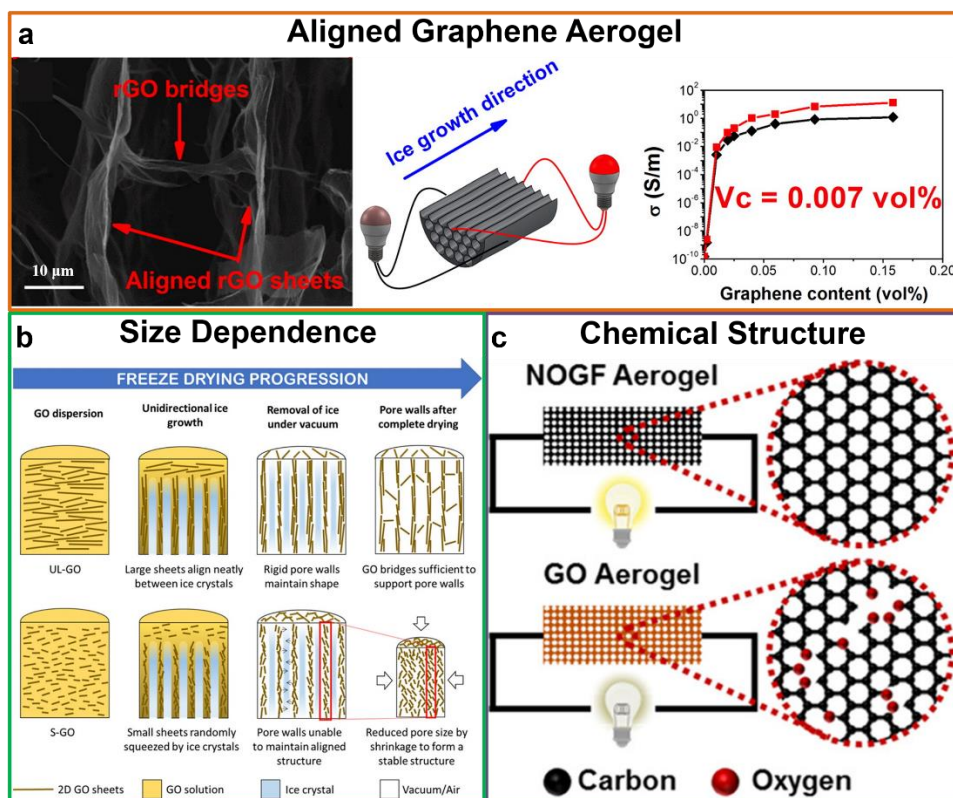 a
Aligned Graphene Aerogel
rGO bridges
Aligned rGO sheets
10 µm
Ice growth direction
σ (S/m)
10²
10⁰
10⁻²
10⁻⁴
10⁻⁶
10⁻⁸
10⁻¹⁰
Vc = 0.007 vol%
0.00 0.05 0.10 0.15 0.20
Graphene content (vol%)
b
Size Dependence
FREEZE DRYING PROGRESSION
GO dispersion
Unidirectional ice
growth
Removal of ice
under vacuum
Pore walls after
complete drying
UL-GO
Large sheets align neatly
between ice crystals
Rigid pore walls
maintain shape
GO bridges sufficient to
support pore walls
S-GO
Small sheets randomly
squeezed by ice crystals
Pore walls unable
to maintain aligned
structure
Reduced pore size by
shrinkage to form a
stable structure
2D GO sheets
GO solution
Ice crystal
Vacuum/Air
c
Chemical Structure
NOGF Aerogel
GO Aerogel
Carbon
Oxygen